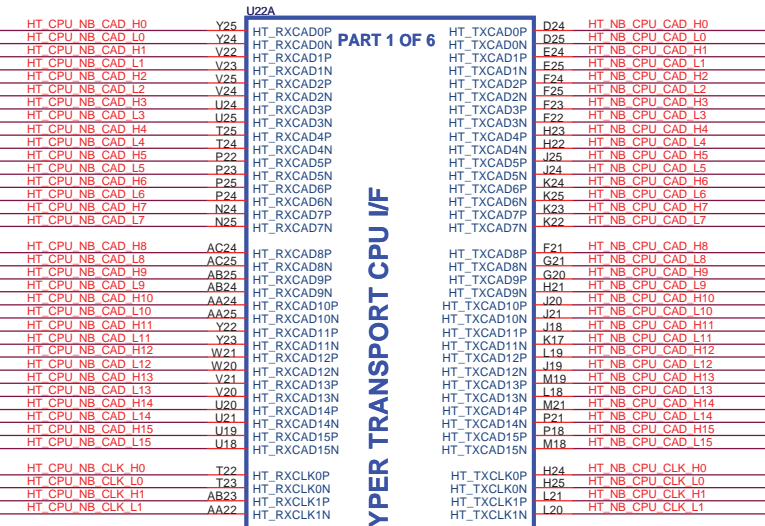 U22A
PART 1 OF 6
HT_CPU_NB_CAD_H0 Y25 HT_RXCAD0P HT_TXCAD0P D24 HT_NB_CPU_CAD_H0
HT_CPU_NB_CAD_L0 Y24 HT_RXCAD0N HT_TXCAD0N D25 HT_NB_CPU_CAD_L0
HT_CPU_NB_CAD_H1 V22 HT_RXCAD1P HT_TXCAD1P E24 HT_NB_CPU_CAD_H1
HT_CPU_NB_CAD_L1 V23 HT_RXCAD1N HT_TXCAD1N E25 HT_NB_CPU_CAD_L1
HT_CPU_NB_CAD_H2 V25 HT_RXCAD2P HT_TXCAD2P F24 HT_NB_CPU_CAD_H2
HT_CPU_NB_CAD_L2 V24 HT_RXCAD2N HT_TXCAD2N F25 HT_NB_CPU_CAD_L2
HT_CPU_NB_CAD_H3 U24 HT_RXCAD3P HT_TXCAD3P F23 HT_NB_CPU_CAD_H3
HT_CPU_NB_CAD_L3 U25 HT_RXCAD3N HT_TXCAD3N F22 HT_NB_CPU_CAD_L3
HT_CPU_NB_CAD_H4 T25 HT_RXCAD4P HT_TXCAD4P H23 HT_NB_CPU_CAD_H4
HT_CPU_NB_CAD_L4 T24 HT_RXCAD4N HT_TXCAD4N H22 HT_NB_CPU_CAD_L4
HT_CPU_NB_CAD_H5 P22 HT_RXCAD5P HT_TXCAD5P J25 HT_NB_CPU_CAD_H5
HT_CPU_NB_CAD_L5 P23 HT_RXCAD5N HT_TXCAD5N J24 HT_NB_CPU_CAD_L5
HT_CPU_NB_CAD_H6 P25 HT_RXCAD6P HT_TXCAD6P K24 HT_NB_CPU_CAD_H6
HT_CPU_NB_CAD_L6 P24 HT_RXCAD6N HT_TXCAD6N K25 HT_NB_CPU_CAD_L6
HT_CPU_NB_CAD_H7 N24 HT_RXCAD7P HT_TXCAD7P K23 HT_NB_CPU_CAD_H7
HT_CPU_NB_CAD_L7 N25 HT_RXCAD7N HT_TXCAD7N K22 HT_NB_CPU_CAD_L7
HT_CPU_NB_CAD_H8 AC24 HT_RXCAD8P HT_TXCAD8P F21 HT_NB_CPU_CAD_H8
HT_CPU_NB_CAD_L8 AC25 HT_RXCAD8N HT_TXCAD8N G21 HT_NB_CPU_CAD_L8
HT_CPU_NB_CAD_H9 AB25 HT_RXCAD9P HT_TXCAD9P G20 HT_NB_CPU_CAD_H9
HT_CPU_NB_CAD_L9 AB24 HT_RXCAD9N HT_TXCAD9N H21 HT_NB_CPU_CAD_L9
HT_CPU_NB_CAD_H10 AA24 HT_RXCAD10P HT_TXCAD10P J20 HT_NB_CPU_CAD_H10
HT_CPU_NB_CAD_L10 AA25 HT_RXCAD10N HT_TXCAD10N J21 HT_NB_CPU_CAD_L10
HT_CPU_NB_CAD_H11 Y22 HT_RXCAD11P HT_TXCAD11P J18 HT_NB_CPU_CAD_H11
HT_CPU_NB_CAD_L11 Y23 HT_RXCAD11N HT_TXCAD11N K17 HT_NB_CPU_CAD_L11
HT_CPU_NB_CAD_H12 W21 HT_RXCAD12P HT_TXCAD12P L19 HT_NB_CPU_CAD_H12
HT_CPU_NB_CAD_L12 W20 HT_RXCAD12N HT_TXCAD12N J19 HT_NB_CPU_CAD_L12
HT_CPU_NB_CAD_H13 V21 HT_RXCAD13P HT_TXCAD13P M19 HT_NB_CPU_CAD_H13
HT_CPU_NB_CAD_L13 V20 HT_RXCAD13N HT_TXCAD13N L18 HT_NB_CPU_CAD_L13
HT_CPU_NB_CAD_H14 U20 HT_RXCAD14P HT_TXCAD14P M21 HT_NB_CPU_CAD_H14
HT_CPU_NB_CAD_L14 U21 HT_RXCAD14N HT_TXCAD14N P21 HT_NB_CPU_CAD_L14
HT_CPU_NB_CAD_H15 U19 HT_RXCAD15P HT_TXCAD15P P18 HT_NB_CPU_CAD_H15
HT_CPU_NB_CAD_L15 U18 HT_RXCAD15N HT_TXCAD15N M18 HT_NB_CPU_CAD_L15
HT_CPU_NB_CLK_H0 T22 HT_RXCLK0P HT_TXCLK0P H24 HT_NB_CPU_CLK_H0
HT_CPU_NB_CLK_L0 T23 HT_RXCLK0N HT_TXCLK0N H25 HT_NB_CPU_CLK_L0
HT_CPU_NB_CLK_H1 AB23 HT_RXCLK1P HT_TXCLK1P L21 HT_NB_CPU_CLK_H1
HT_CPU_NB_CLK_L1 AA22 HT_RXCLK1N HT_TXCLK1N L20 HT_NB_CPU_CLK_L1
YPER TRANSPORT CPU I/F